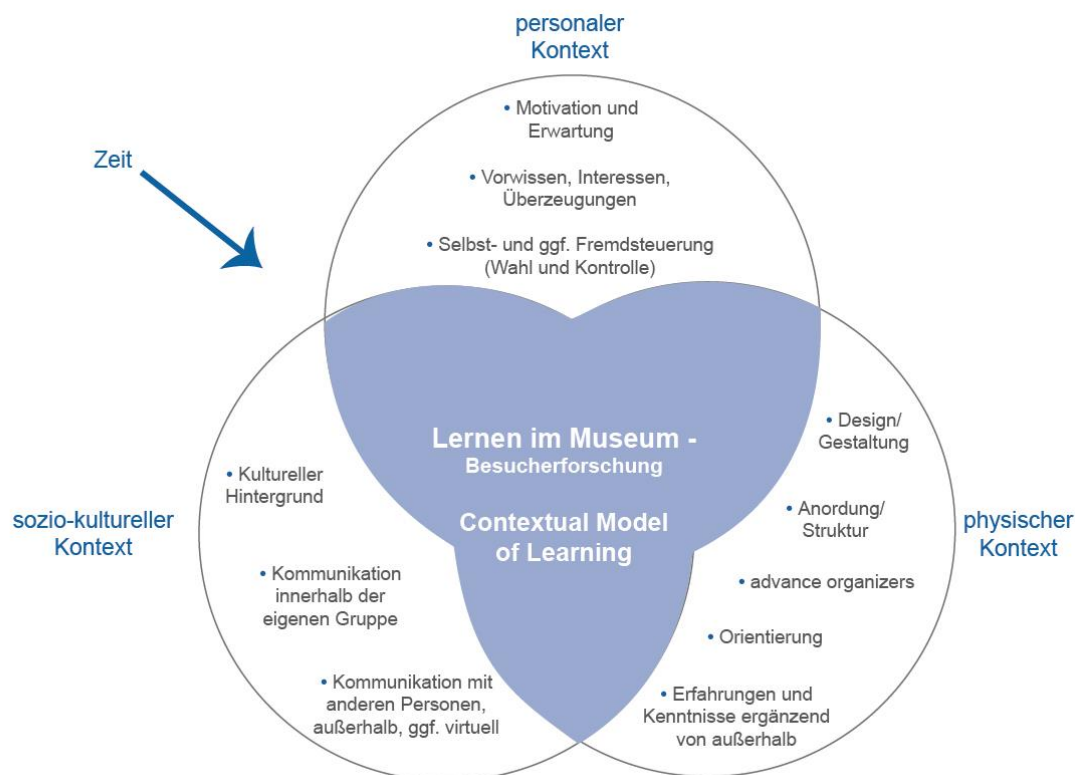 personaler
Kontext
• Motivation und
Erwartung
• Vorwissen, Interessen,
Überzeugungen
• Selbst- und ggf. Fremdsteuerung
(Wahl und Kontrolle)
Zeit
Lernen im Museum -
Besucherforschung
Contextual Model
of Learning
sozio-kultureller
Kontext
• Kultureller
Hintergrund
• Kommunikation
innerhalb der
eigenen Gruppe
• Kommunikation mit
anderen Personen,
außerhalb, ggf. virtuell
physischer
Kontext
• Design/
Gestaltung
• Anordung/
Struktur
• advance organizers
• Orientierung
• Erfahrungen und
Kenntnisse ergänzend
von außerhalb